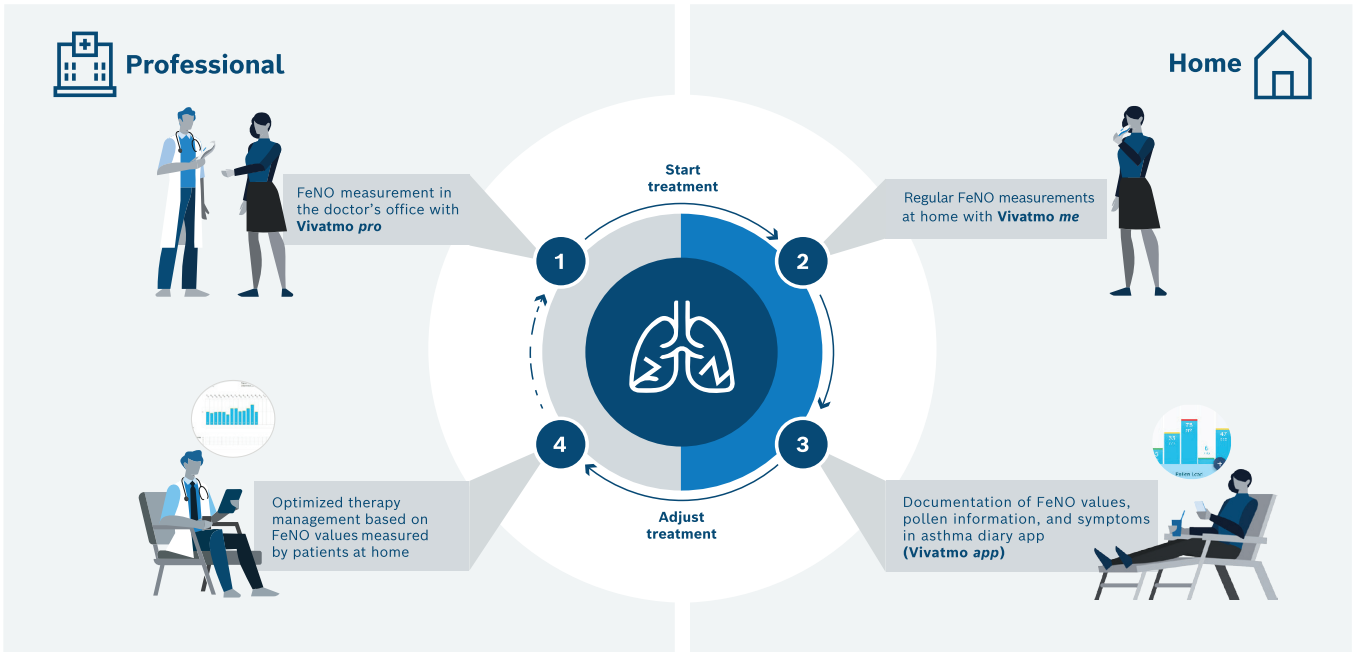 Professional
Home
Start
treatment
FeNO measurement in
the doctor's office with
Vivatmo pro
1
2
Regular FeNO measurements
at home with Vivatmo me
4
3
Optimized therapy
management based on
FeNO values measured
by patients at home
Adjust
treatment
Documentation of FeNO values,
pollen information, and symptoms
in asthma diary app
(Vivatmo app)